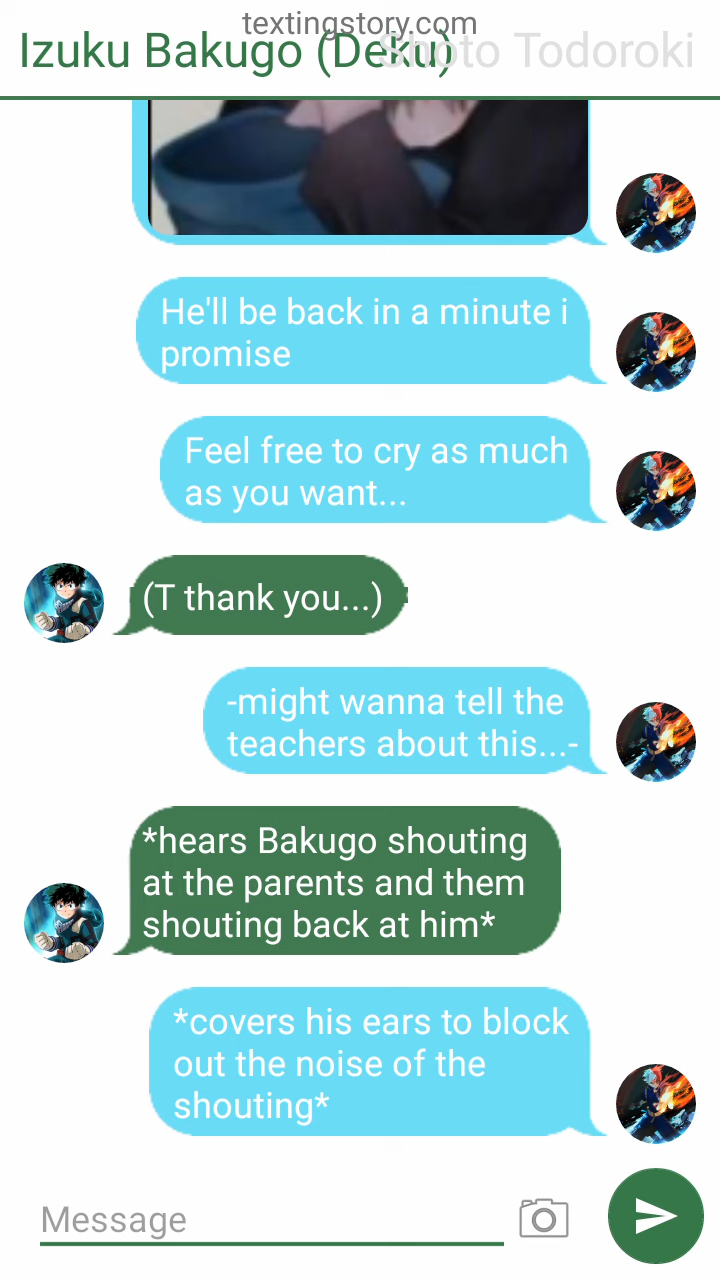 textingstory.com
Izuku Bakugo (Deku)
Shoto Todoroki
He'll be back in a minute i
promise
Feel free to cry as much
as you want...
(T thank you...)
-might wanna tell the
teachers about this...-
*hears Bakugo shouting
at the parents and them
shouting back at him*
*covers his ears to block
out the noise of the
shouting*
Message